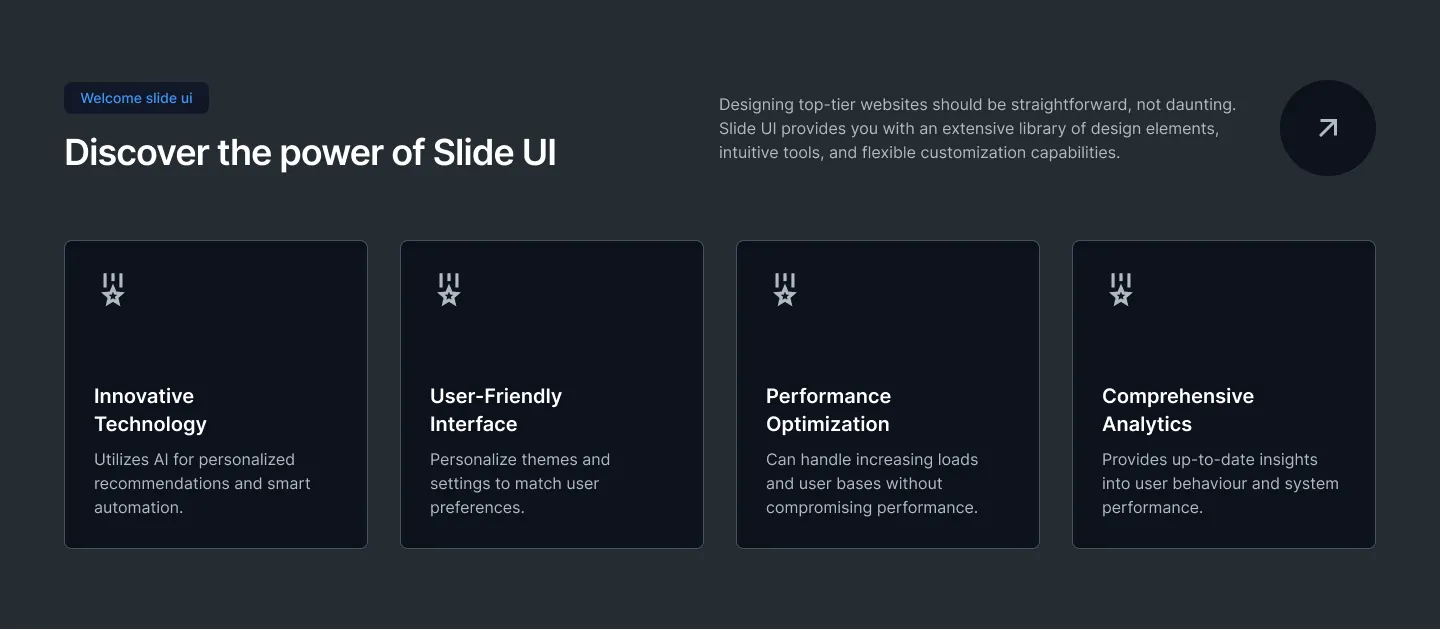 Welcome slide ui
Discover the power of Slide UI
Designing top-tier websites should be straightforward, not daunting.
Slide UI provides you with an extensive library of design elements,
intuitive tools, and flexible customization capabilities.
Innovative
Technology
Utilizes AI for personalized
recommendations and smart
automation.
User-Friendly
Interface
Personalize themes and
settings to match user
preferences.
Performance
Optimization
Can handle increasing loads
and user bases without
compromising performance.
Comprehensive
Analytics
Provides up-to-date insights
into user behaviour and system
performance.